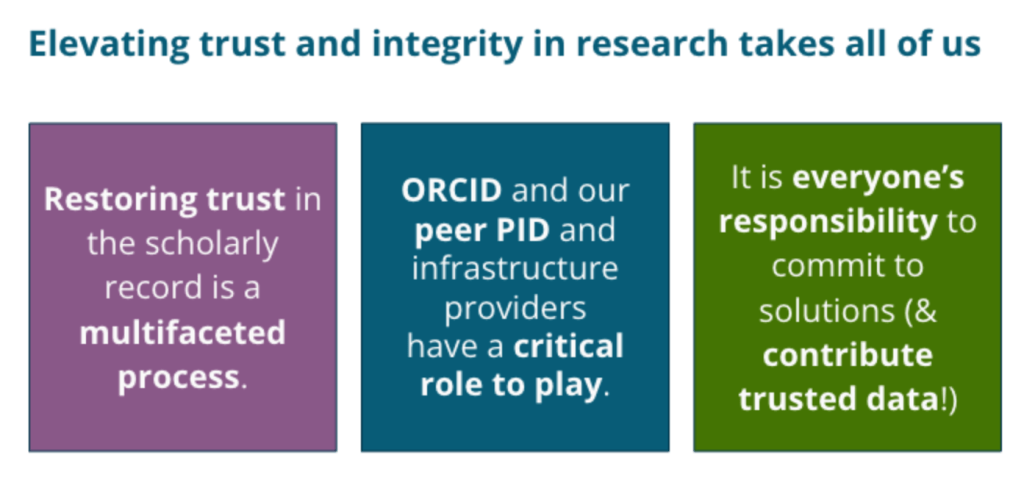 Elevating trust and integrity in research takes all of us
Restoring trust in
the scholarly
record is a
multifaceted
process.
ORCID and our
peer PID and
infrastructure
providers
have a critical
role to play.
It is everyone’s
responsibility to
commit to
solutions (&
contribute
trusted data!)